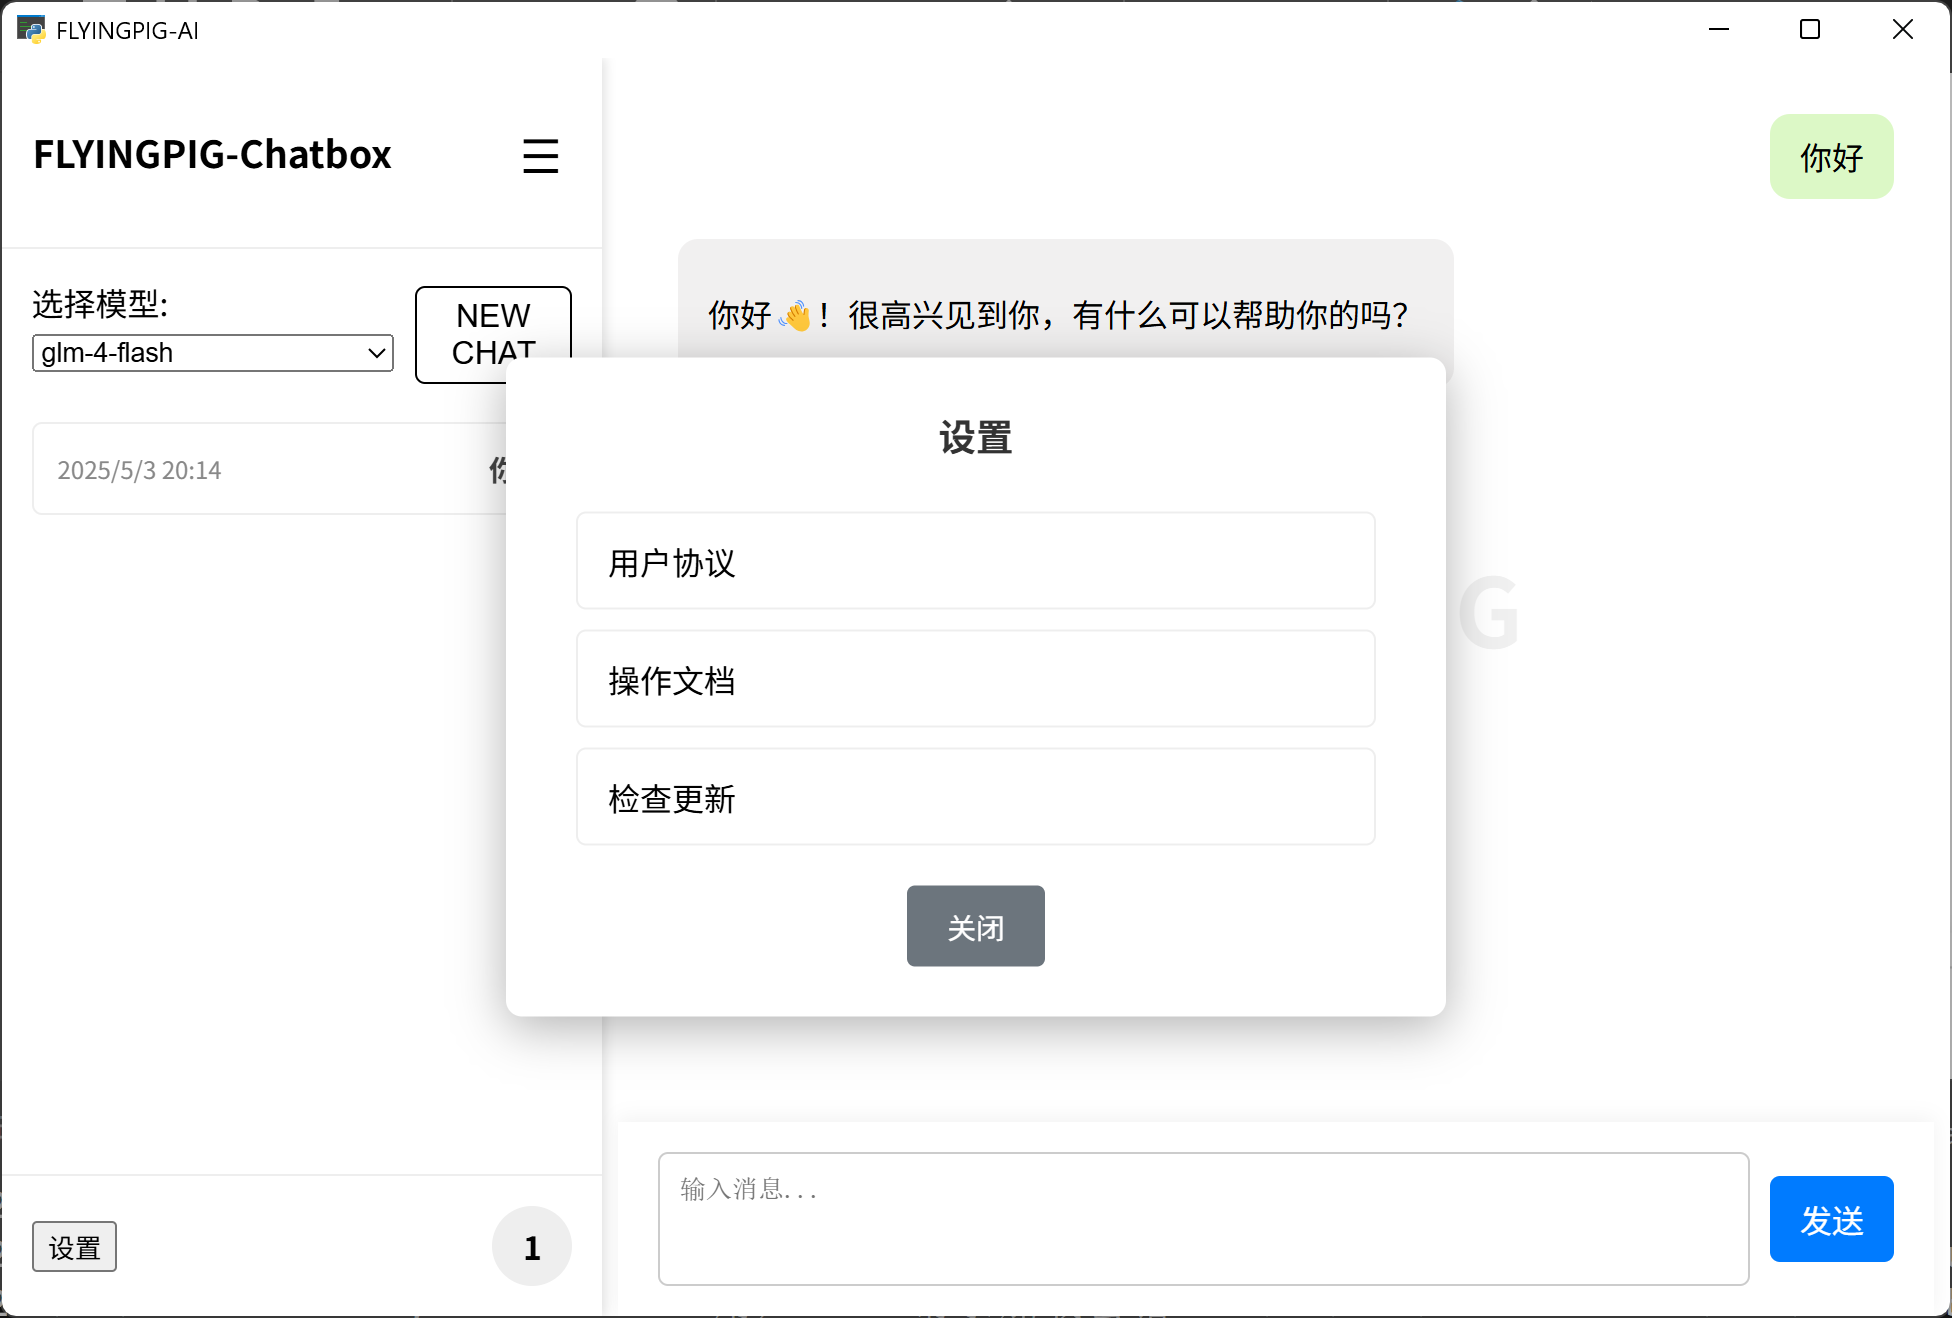 FLYINGPIG-AI
FLYINGPIG-Chatbox
选择模型:
glm-4-flash
NEW
CHAT
2025/5/3 20:14
你好
你好👋！很高兴见到你，有什么可以帮助你的吗？
设置
用户协议
操作文档
检查更新
关闭
G
输入消息...
发送
设置
1